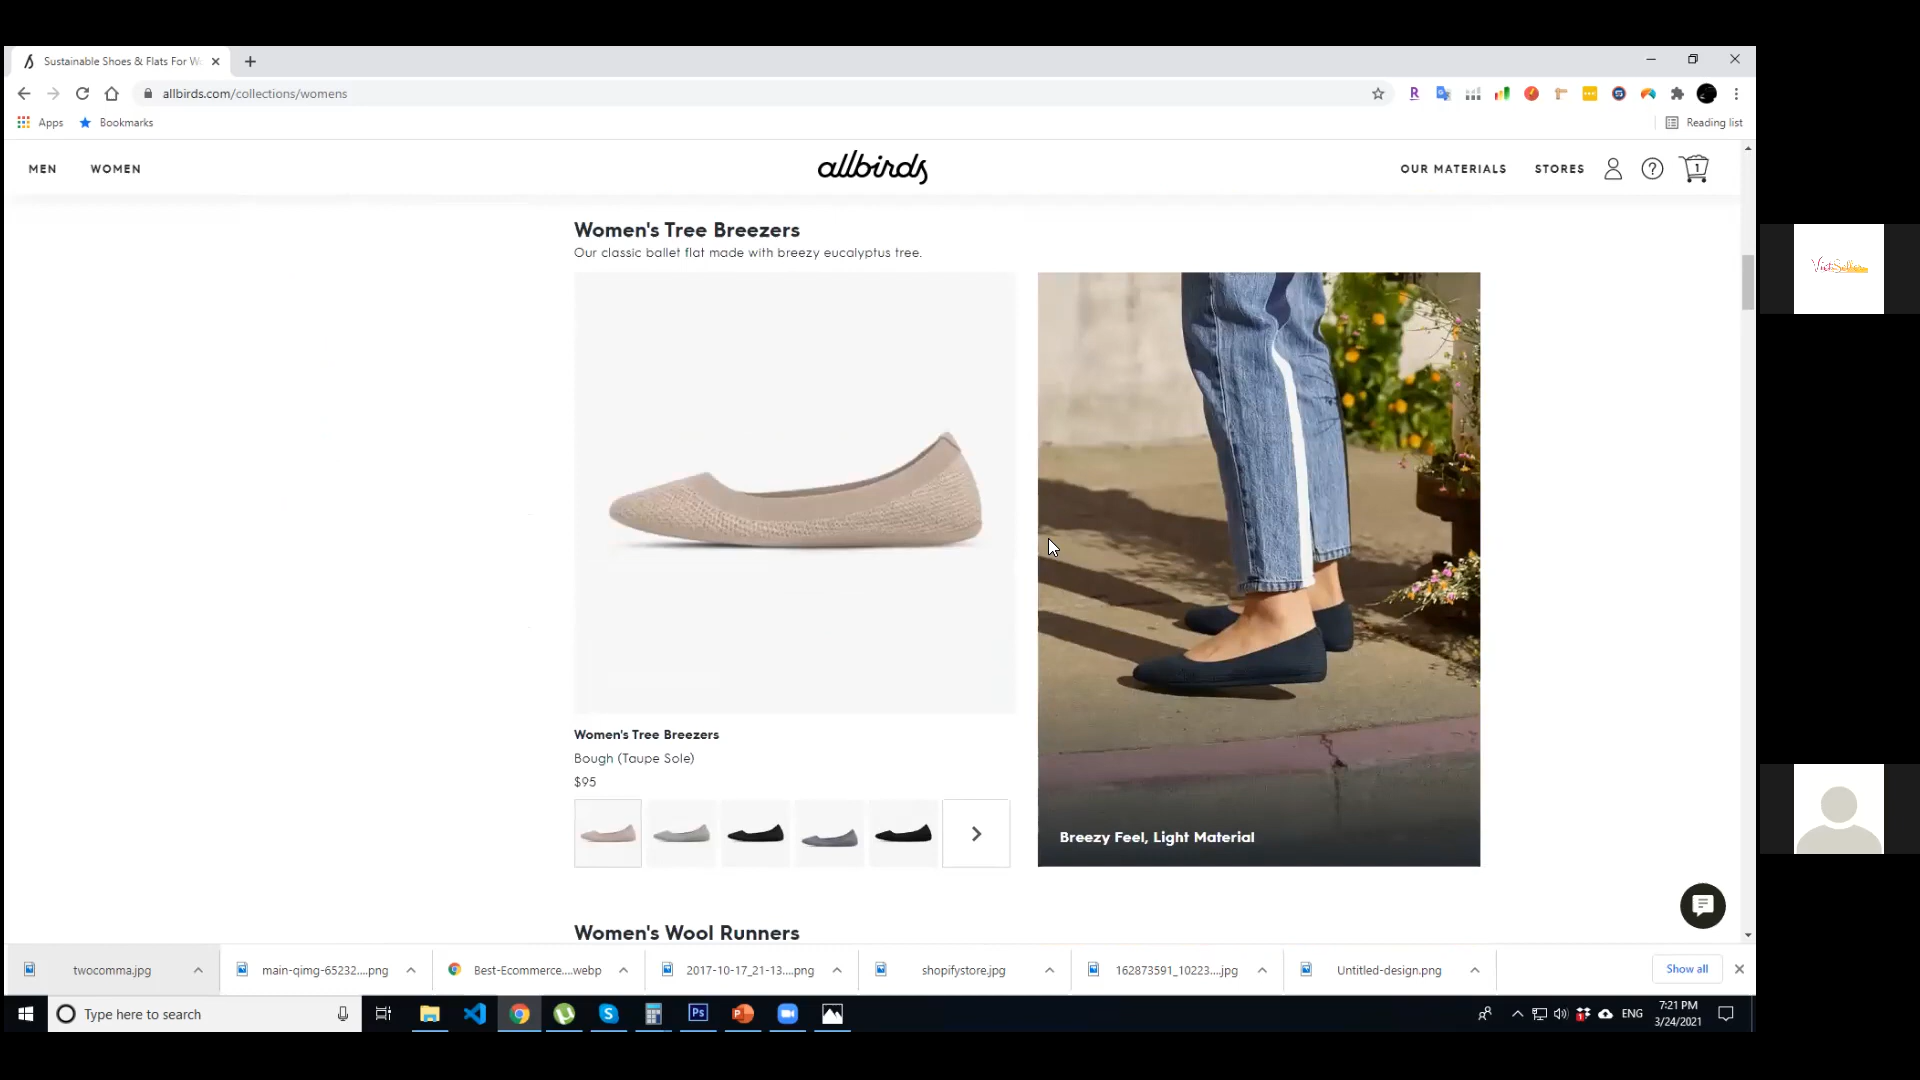 Sustainable Shoes & Flats For Wo
allbirds.com/collections/womens
Apps
Bookmarks
Reading list
MEN
WOMEN
allbirds
OUR MATERIALS
STORES
?
1
Women's Tree Breezers
Our classic ballet flat made with breezy eucalyptus tree.
Women's Tree Breezers
Bough (Taupe Sole)
$95
Breezy Feel, Light Material
Women's Wool Runners
twocomma.jpg
main-qimg-65232....png
Best-Ecommerce....webp
2017-10-17_21-13....png
shopifystore.jpg
162873591_10223....jpg
Untitled-design.png
Show all
Type here to search
Ps
ENG
7:21 PM
3/24/2021